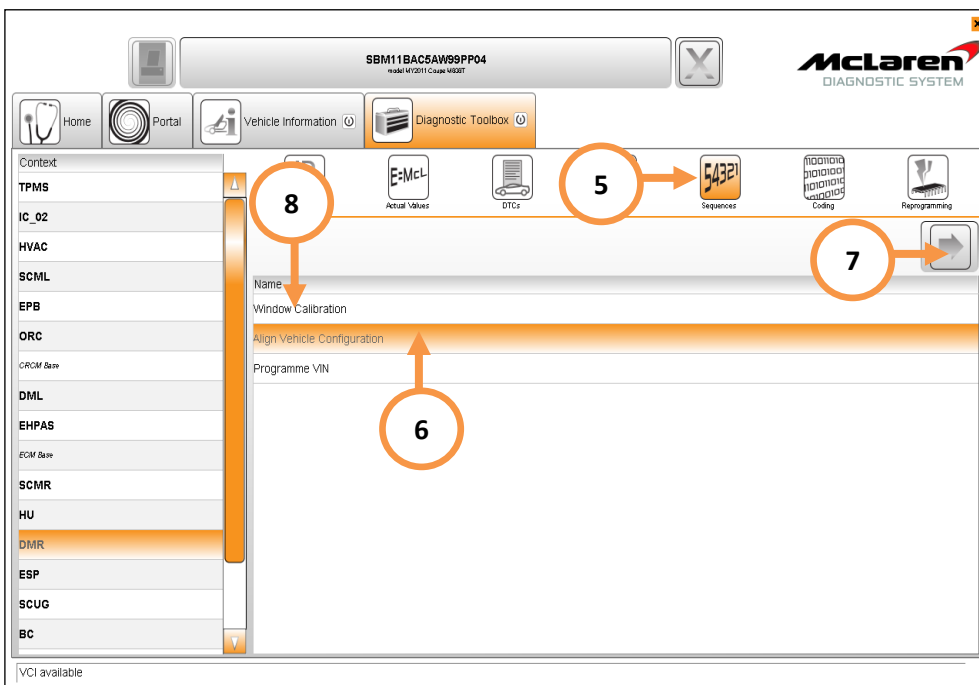 SBM11BAC5AW99PP04
model MY2011 Coupe M838T
McLaren
DIAGNOSTIC SYSTEM
Home
Portal
Vehicle Information
Diagnostic Toolbox
Context
TPMS
IC_02
HVAC
SCML
EPB
ORC
CRCM Base
DML
EHPAS
ECM Base
SCMR
HU
DMR
ESP
SCUG
BC
E=McL
Actual Values
DTCs
54321
Sequences
Coding
Reprogramming
8
5
7
Name
Window Calibration
Align Vehicle Configuration
Programme VIN
6
VCI available